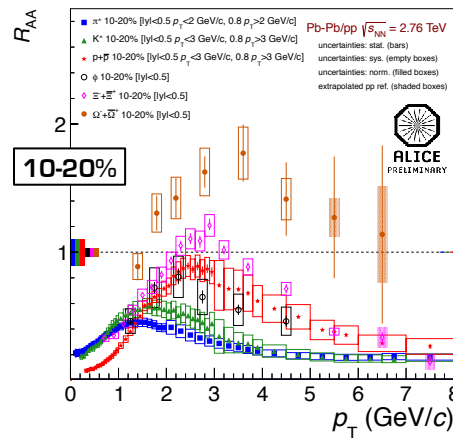 R_AA
π⁺ 10-20% [|y|<0.5 p_T<2 GeV/c, 0.8 p_T>2 GeV/c]
K⁺ 10-20% [|y|<0.5 p_T<3 GeV/c, 0.8 p_T>3 GeV/c]
p+p̄ 10-20% [|y|<0.5 p_T<3 GeV/c, 0.8 p_T>3 GeV/c]
ϕ 10-20% [|y|<0.5]
Ξ⁻+Ξ̄⁺ 10-20% [|y|<0.5]
Ω⁻+Ω̄⁺ 10-20% [|y|<0.5]
Pb-Pb/pp √s_NN = 2.76 TeV
uncertainties: stat. (bars)
uncertainties: sys. (empty boxes)
uncertainties: norm. (filled boxes)
extrapolated pp ref. (shaded boxes)
ALICE
PRELIMINARY
10-20%
2
1
0 1 2 3 4 5 6 7 8
p_T (GeV/c)